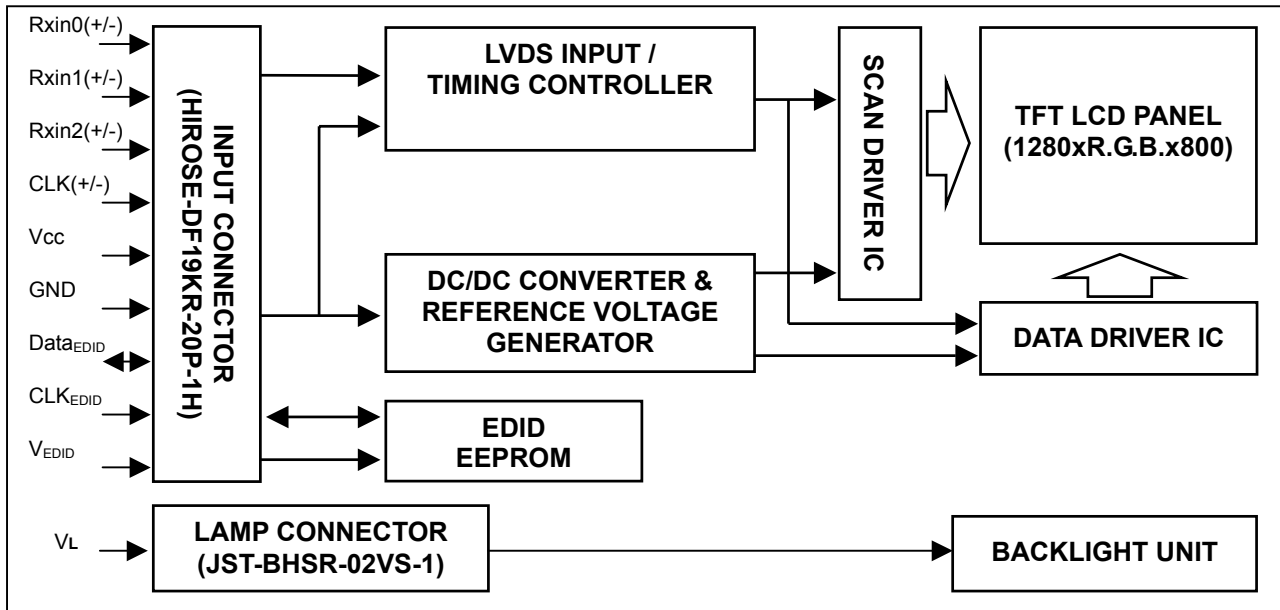 Rxin0(+/-)
Rxin1(+/-)
Rxin2(+/-)
CLK(+/-)
Vcc
GND
DataEDID
CLKEDID
VEDID
VL
INPUT CONNECTOR
(HIROSE-DF19KR-20P-1H)
LVDS INPUT /
TIMING CONTROLLER
DC/DC CONVERTER &
REFERENCE VOLTAGE
GENERATOR
EDID
EEPROM
LAMP CONNECTOR
(JST-BHSR-02VS-1)
SCAN DRIVER IC
TFT LCD PANEL
(1280xR.G.B.x800)
DATA DRIVER IC
BACKLIGHT UNIT